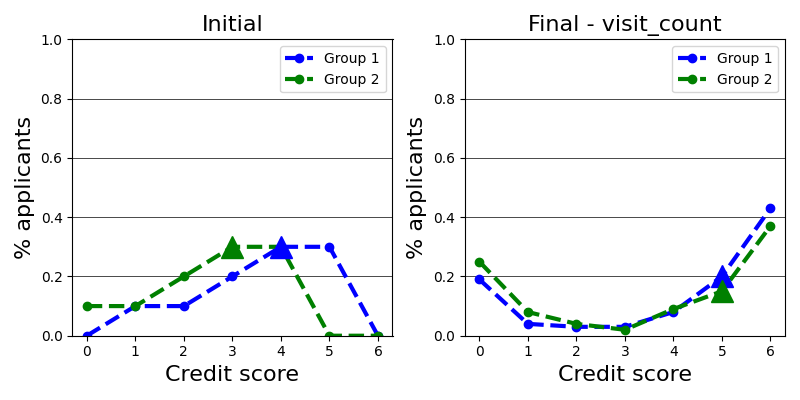 Initial
1.0
0.8
0.6
0.4
0.2
0.0
% applicants
0 1 2 3 4 5 6
Credit score
Group 1
Group 2
Final - visit_count
1.0
0.8
0.6
0.4
0.2
0.0
% applicants
0 1 2 3 4 5 6
Credit score
Group 1
Group 2